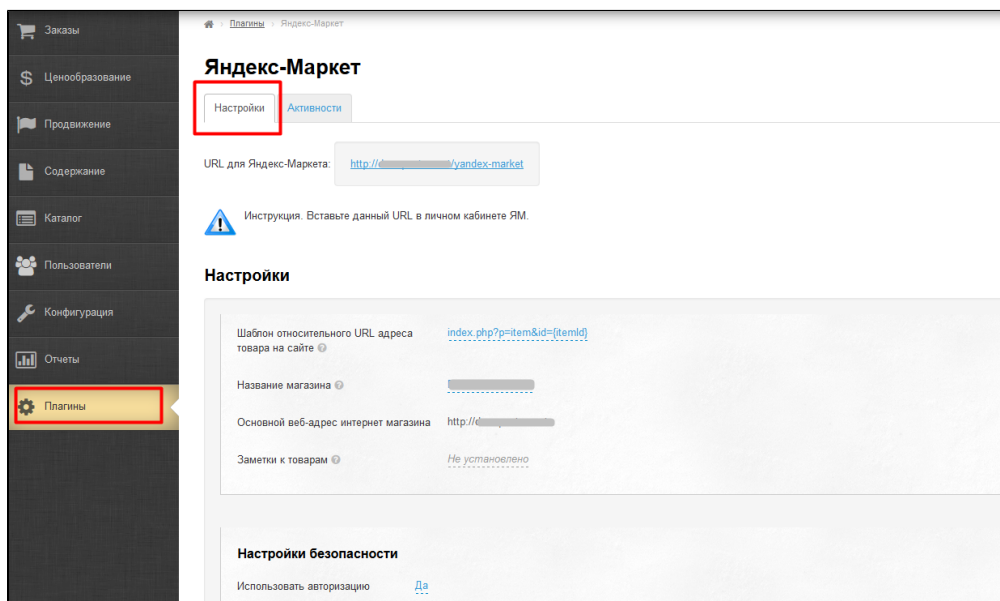 Заказы
Ценообразование
Продвижение
Содержание
Каталог
Пользователи
Конфигурация
Отчеты
Плагины
Плагины Яндекс-Маркет
Яндекс-Маркет
Настройки Активности
URL для Яндекс-Маркета: http:// /yandex-market
Инструкция. Вставьте данный URL в личном кабинете ЯМ.
Настройки
Шаблон относительного URL адреса
товара на сайте
index.php?p=item&id={itemId}
Название магазина
Основной веб-адрес интернет магазина http://
Заметки к товарам Не установлено
Настройки безопасности
Использовать авторизацию Да